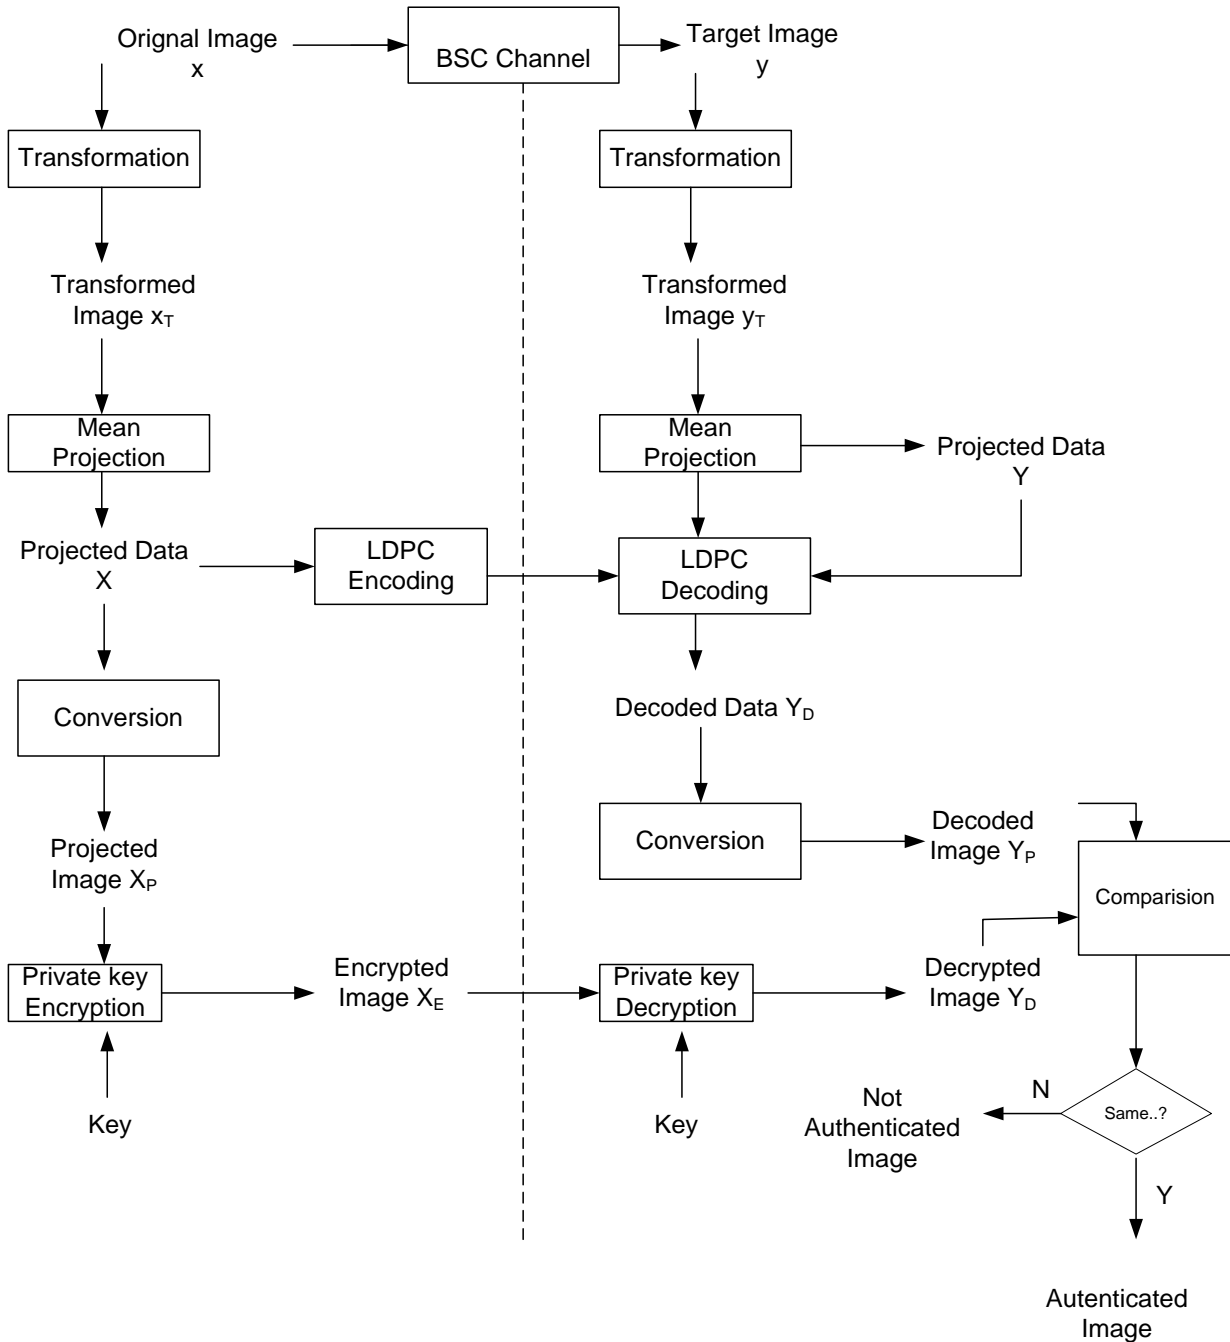 Orignal Image
x
BSC Channel
Target Image
y
Transformation
Transformation
Transformed
Image xT
Transformed
Image yT
Mean
Projection
Mean
Projection
Projected Data
Y
Projected Data
X
LDPC
Encoding
LDPC
Decoding
Conversion
Decoded Data YD
Conversion
Decoded
Image YP
Projected
Image XP
Comparision
Private key
Encryption
Encrypted
Image XE
Private key
Decryption
Decrypted
Image YD
Key
Key
Not
Authenticated
Image
N
Same..?
Y
Autenticated
Image